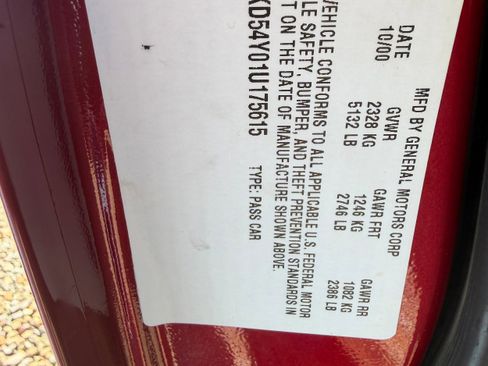 MFD BY GENERAL MOTORS CORP
DATE GVWR GAWR FRT GAWR RR
10/00 2328 KG 1246 KG 1082 KG
5132 LB 2746 LB 2386 LB
VEHICLE CONFORMS TO ALL APPLICABLE U.S. FEDERAL MOTOR
LE SAFETY, BUMPER, AND THEFT PREVENTION STANDARDS IN
T ON THE DATE OF MANUFACTURE SHOWN ABOVE.
KD54Y01U175615 TYPE: PASS CAR